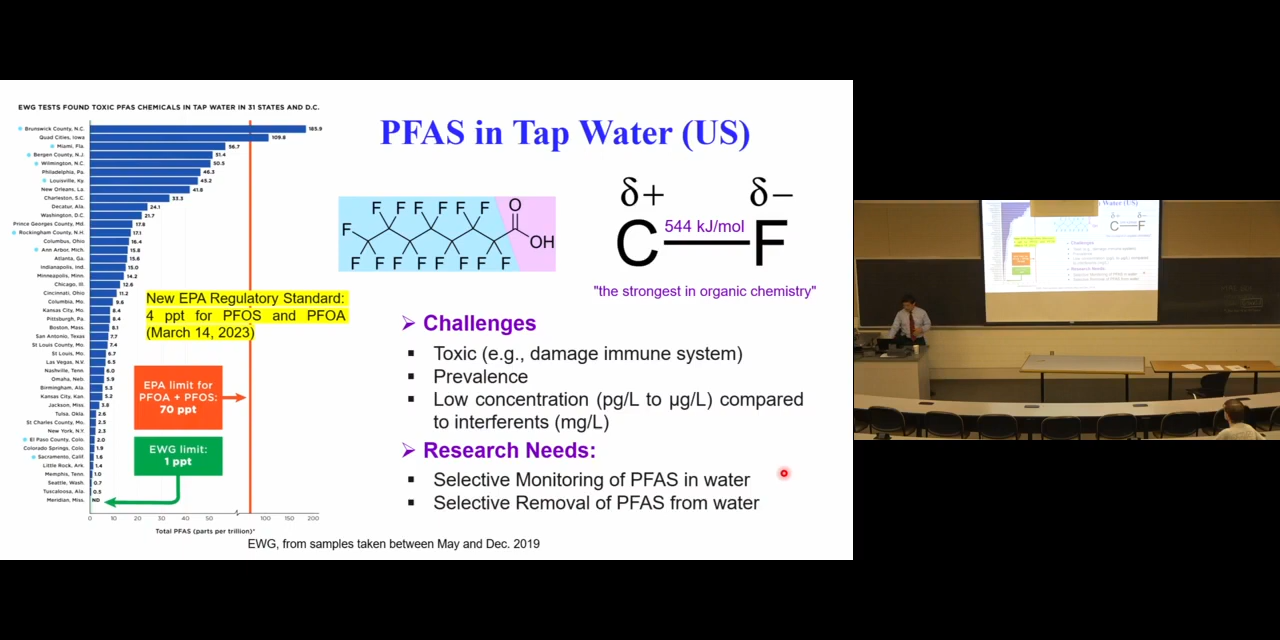 EWG TESTS FOUND TOXIC PFAS CHEMICALS IN TAP WATER IN 31 STATES AND D.C.
Brunswick County, N.C. 185.9
Quad Cities, Iowa 109.8
Miami, Fla. 56.7
Bergen County, N.J. 51.4
Wilmington, N.C. 50.5
Philadelphia, Pa. 46.3
Louisville, Ky. 45.2
New Orleans, La. 41.8
Charleston, S.C. 33.3
Decatur, Ala. 24.1
Washington, D.C. 21.7
Prince Georges County, Md. 17.8
Rockingham County, N.H. 17.1
Columbus, Ohio 16.4
Ann Arbor, Mich. 15.8
Atlanta, Ga. 15.6
Indianapolis, Ind. 15.0
Minneapolis, Minn. 14.2
Chicago, Ill. 12.6
Cincinnati, Ohio 11.2
Columbia, Mo. 9.6
Kansas City, Mo. 8.4
Pittsburgh, Pa. 8.4
Boston, Mass. 8.1
San Antonio, Texas 7.7
St Louis County, Mo. 7.4
St Louis, Mo. 6.7
Las Vegas, N.V. 6.5
Nashville, Tenn. 6.0
Omaha, Neb. 5.9
Birmingham, Ala. 5.3
Kansas City, Kan. 5.2
Jackson, Miss. 3.8
Tulsa, Okla. 2.6
St Charles County, Mo. 2.5
New York, N.Y. 2.3
El Paso County, Colo. 2.0
Colorado Springs, Colo. 1.9
Sacramento, Calif. 1.6
Little Rock, Ark. 1.4
Memphis, Tenn. 1.0
Seattle, Wash. 0.7
Tuscaloosa, Ala. 0.5
Meridian, Miss. ND
0 10 20 30 40 50 100 150 200
Total PFAS (parts per trillion)*
New EPA Regulatory Standard:
4 ppt for PFOS and PFOA
(March 14, 2023)
EPA limit for
PFOA + PFOS:
70 ppt
EWG limit:
1 ppt
EWG, from samples taken between May and Dec. 2019
PFAS in Tap Water (US)
F F F F F F O
F OH
F F F F F F F F
δ+ δ−
C 544 kJ/mol F
"the strongest in organic chemistry"
➢ Challenges
▪ Toxic (e.g., damage immune system)
▪ Prevalence
▪ Low concentration (pg/L to µg/L) compared
to interferents (mg/L)
➢ Research Needs:
▪ Selective Monitoring of PFAS in water
▪ Selective Removal of PFAS from water